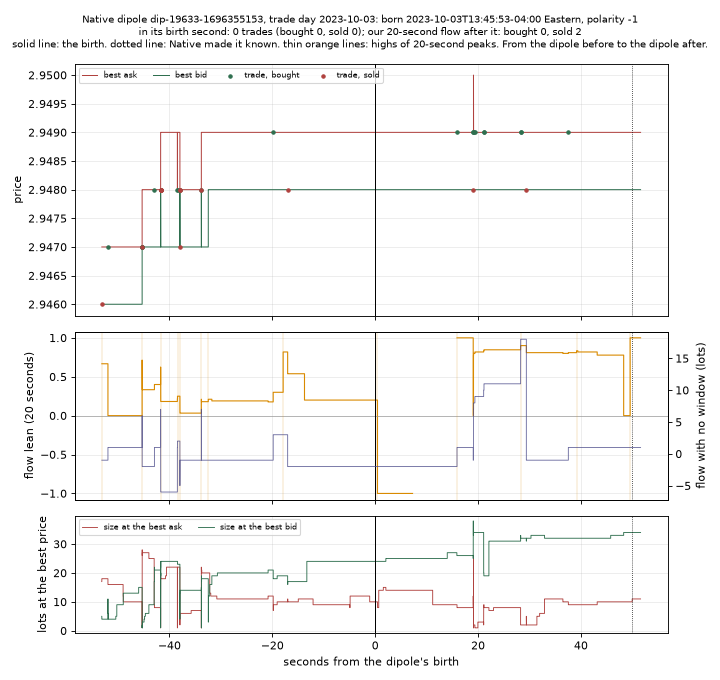 Native dipole dip-19633-1696355153, trade day 2023-10-03: born 2023-10-03T13:45:53-04:00 Eastern, polarity -1
in its birth second: 0 trades (bought 0, sold 0); our 20-second flow after it: bought 0, sold 2
solid line: the birth. dotted line: Native made it known. thin orange lines: highs of 20-second peaks. From the dipole before to the dipole after.
best ask best bid trade, bought trade, sold
2.9500
2.9495
2.9490
2.9485
2.9480
2.9475
2.9470
2.9465
2.9460
price
1.0
0.5
0.0
−0.5
−1.0
flow lean (20 seconds)
15
10
5
0
−5
flow with no window (lots)
size at the best ask size at the best bid
30
20
10
0
lots at the best price
−40 −20 0 20 40
seconds from the dipole's birth